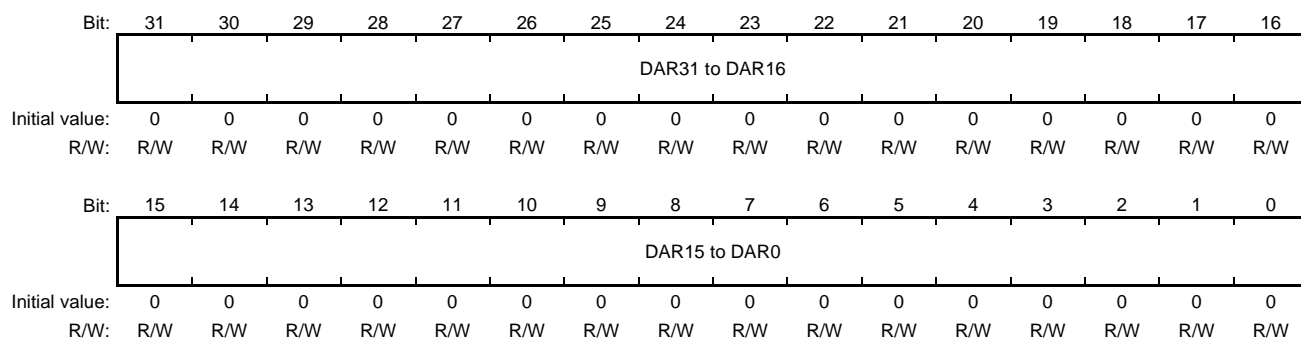 Bit: 31 30 29 28 27 26 25 24 23 22 21 20 19 18 17 16
DAR31 to DAR16
Initial value: 0 0 0 0 0 0 0 0 0 0 0 0 0 0 0 0
R/W: R/W R/W R/W R/W R/W R/W R/W R/W R/W R/W R/W R/W R/W R/W R/W R/W
Bit: 15 14 13 12 11 10 9 8 7 6 5 4 3 2 1 0
DAR15 to DAR0
Initial value: 0 0 0 0 0 0 0 0 0 0 0 0 0 0 0 0
R/W: R/W R/W R/W R/W R/W R/W R/W R/W R/W R/W R/W R/W R/W R/W R/W R/W